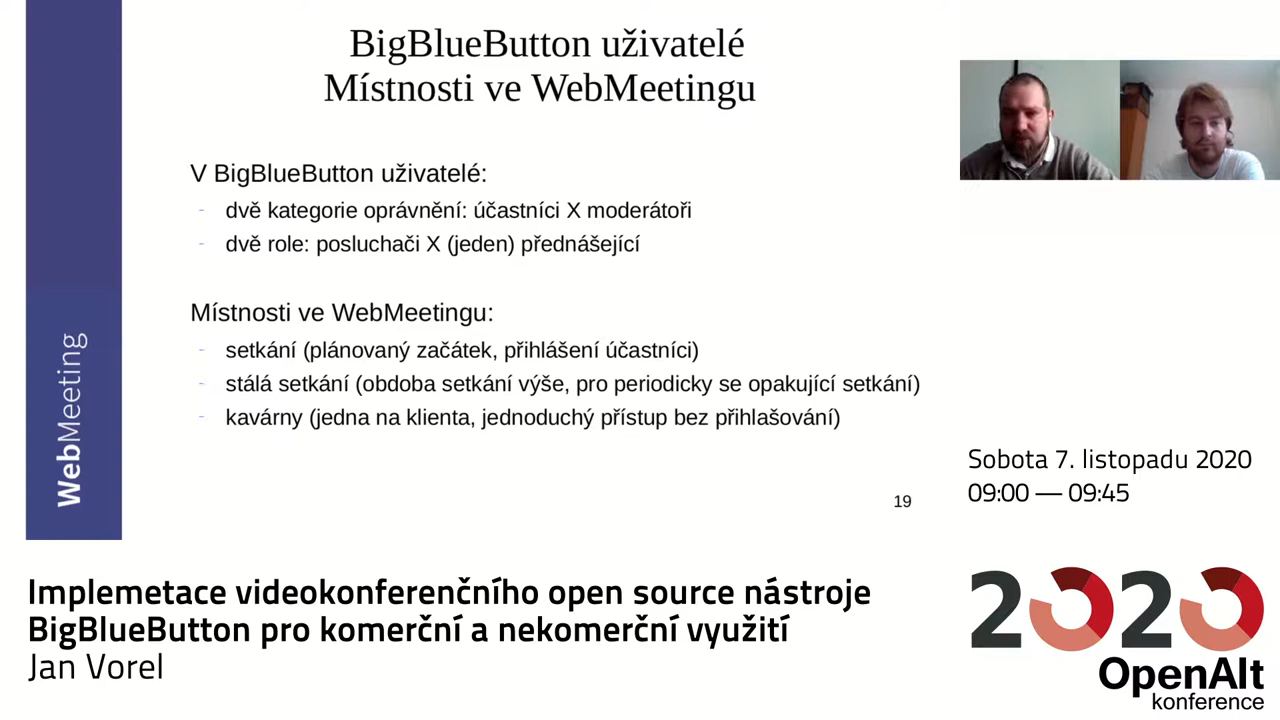 BigBlueButton uživatelé
Místnosti ve WebMeetingu
V BigBlueButton uživatelé:
- dvě kategorie oprávnění: účastníci X moderátoři
- dvě role: posluchači X (jeden) přednášející
Místnosti ve WebMeetingu:
- setkání (plánovaný začátek, přihlášení účastníci)
- stálá setkání (obdoba setkání výše, pro periodicky se opakující setkání)
- kavárny (jedna na klienta, jednoduchý přístup bez přihlašování)
19
WebMeeting
Sobota 7. listopadu 2020
09:00 — 09:45
Implemetace videokonferenčního open source nástroje
BigBlueButton pro komerční a nekomerční využití
Jan Vorel
2020
OpenAlt
konference